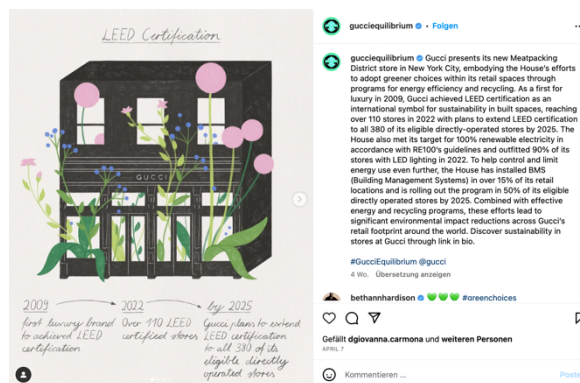 LEED Certification
GUCCI
2009
first luxury brand
to achieved LEED
certification
2022
Over 110 LEED
certified stores
by 2025
Gucci plans to extend
LEED certification
to all 380 of its
eligible directly
operated stores
gucciequilibrium • Folgen
gucciequilibrium Gucci presents its new Meatpacking
District store in New York City, embodying the House's efforts
to adopt greener choices within its retail spaces through
programs for energy efficiency and recycling. As a first for
luxury in 2009, Gucci achieved LEED certification as an
international symbol for sustainability in built spaces, reaching
over 110 stores in 2022 with plans to extend LEED certification
to all 380 of its eligible directly-operated stores by 2025. The
House also met its target for 100% renewable electricity in
accordance with RE100's guidelines and outfitted 90% of its
stores with LED lighting in 2022. To help control and limit
energy use even further, the House has installed BMS
(Building Management Systems) in over 15% of its retail
locations and is rolling out the program in 50% of its eligible
directly operated stores by 2025. Combined with effective
energy and recycling programs, these efforts lead to
significant environmental impact reductions across Gucci's
retail footprint around the world. Discover sustainability in
stores at Gucci through link in bio.
#GucciEquilibrium @gucci
4 Wo. Übersetzung anzeigen
bethannhardison 💚💚💚 #greenchoices
Gefällt dgiovanna.carmona und weiteren Personen
APRIL 7
Kommentieren ...
Posten